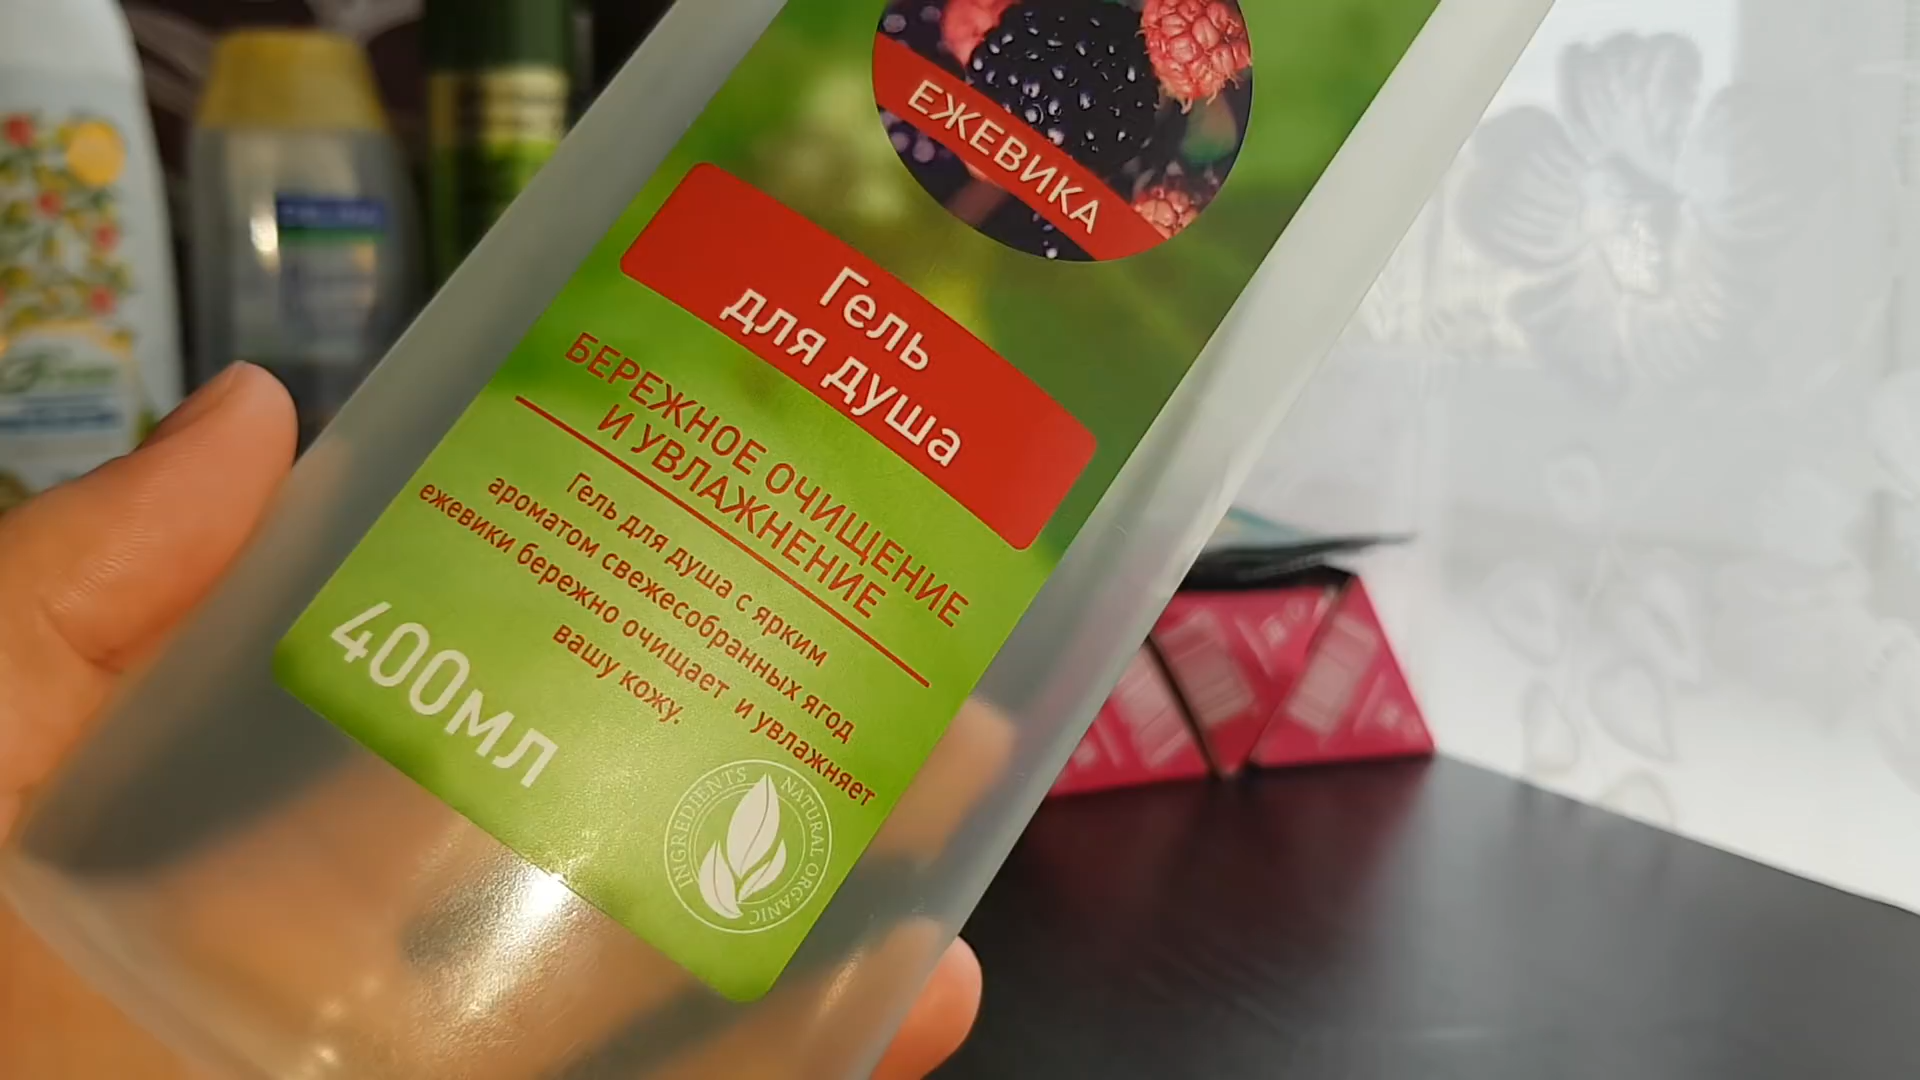 ЕЖЕВИКА
Гель
для душа
БЕРЕЖНОЕ ОЧИЩЕНИЕ
И УВЛАЖНЕНИЕ
Гель для душа с ярким
ароматом свежесобранных ягод
ежевики бережно очищает и увлажняет
вашу кожу.
400мл
INGREDIENTS NATURAL ORGANIC